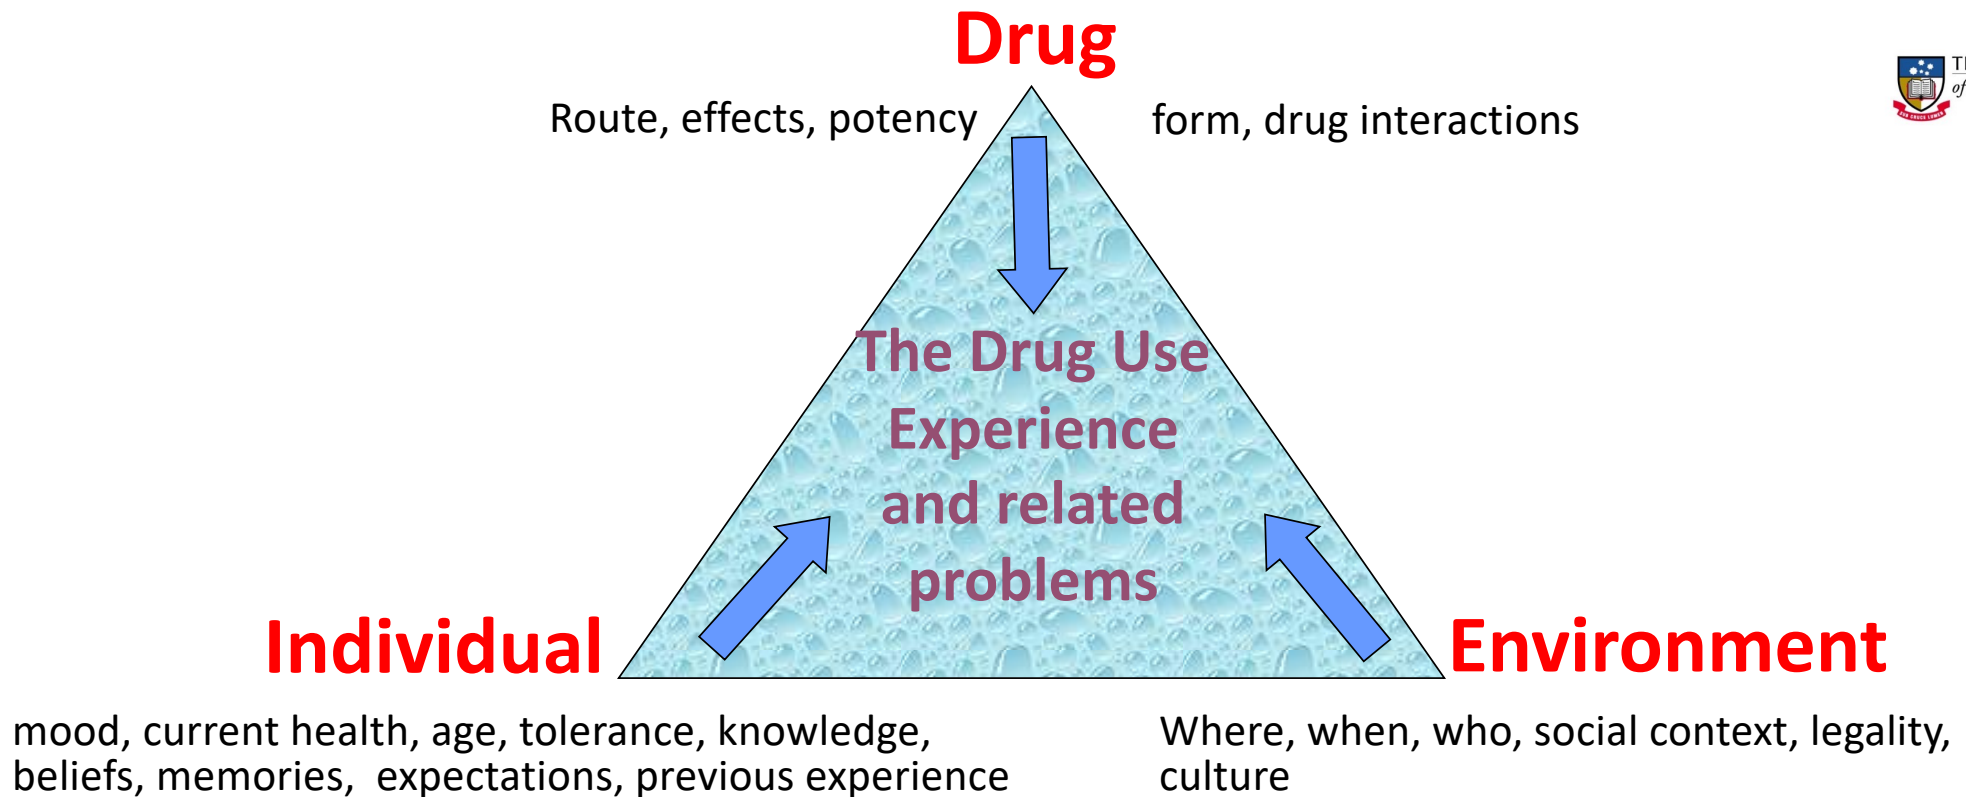 Drug
Route, effects, potency
form, drug interactions
The Drug Use
Experience
and related
problems
Individual
mood, current health, age, tolerance, knowledge,
beliefs, memories, expectations, previous experience
Environment
Where, when, who, social context, legality,
culture
of